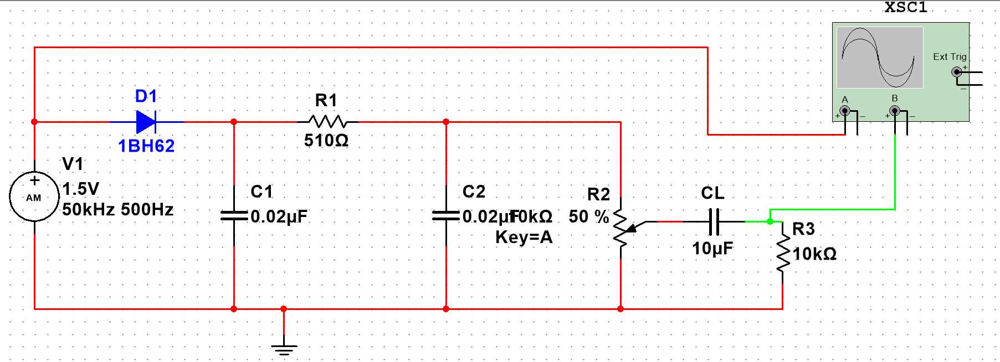 XSC1
Ext Trig
+
−
A
B
+
−
+
−
D1
1BH62
R1
510Ω
V1
+
AM
1.5V
50kHz 500Hz
C1
0.02µF
C2
0.02µF
10kΩ
Key=A
R2
50 %
CL
10µF
R3
10kΩ